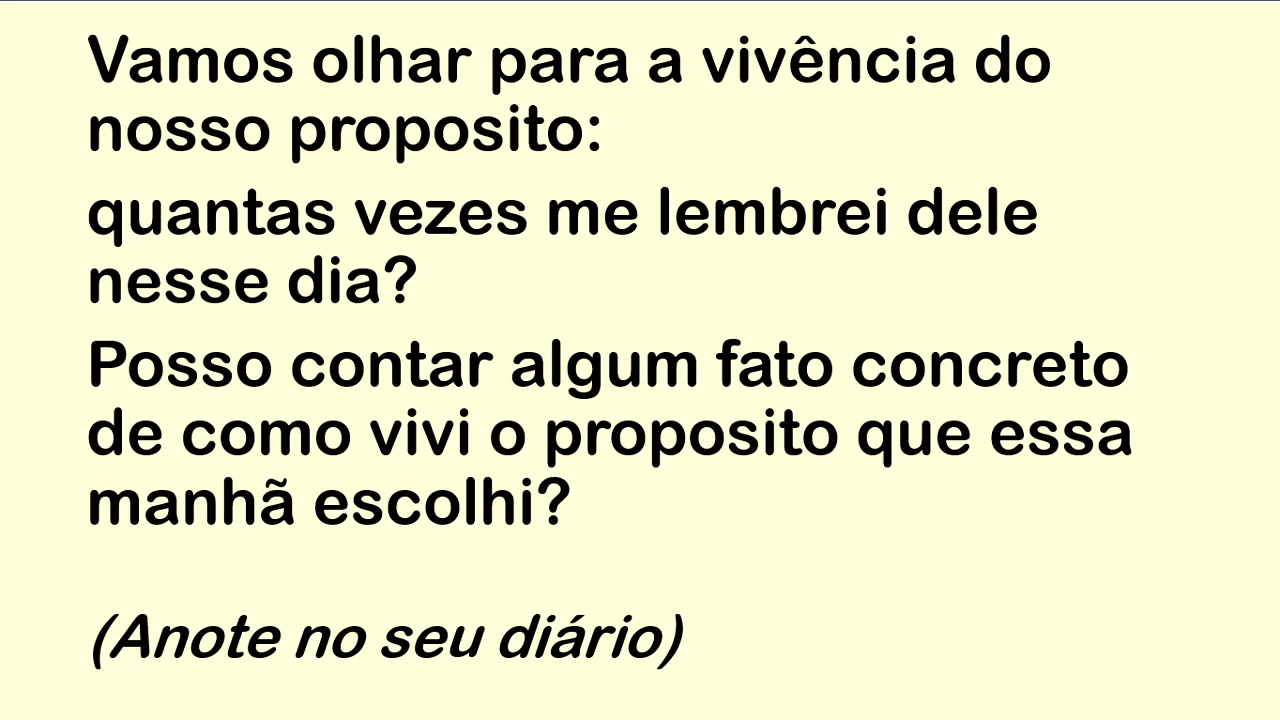 Vamos olhar para a vivência do
nosso proposito:
quantas vezes me lembrei dele
nesse dia?
Posso contar algum fato concreto
de como vivi o proposito que essa
manhã escolhi?
(Anote no seu diário)